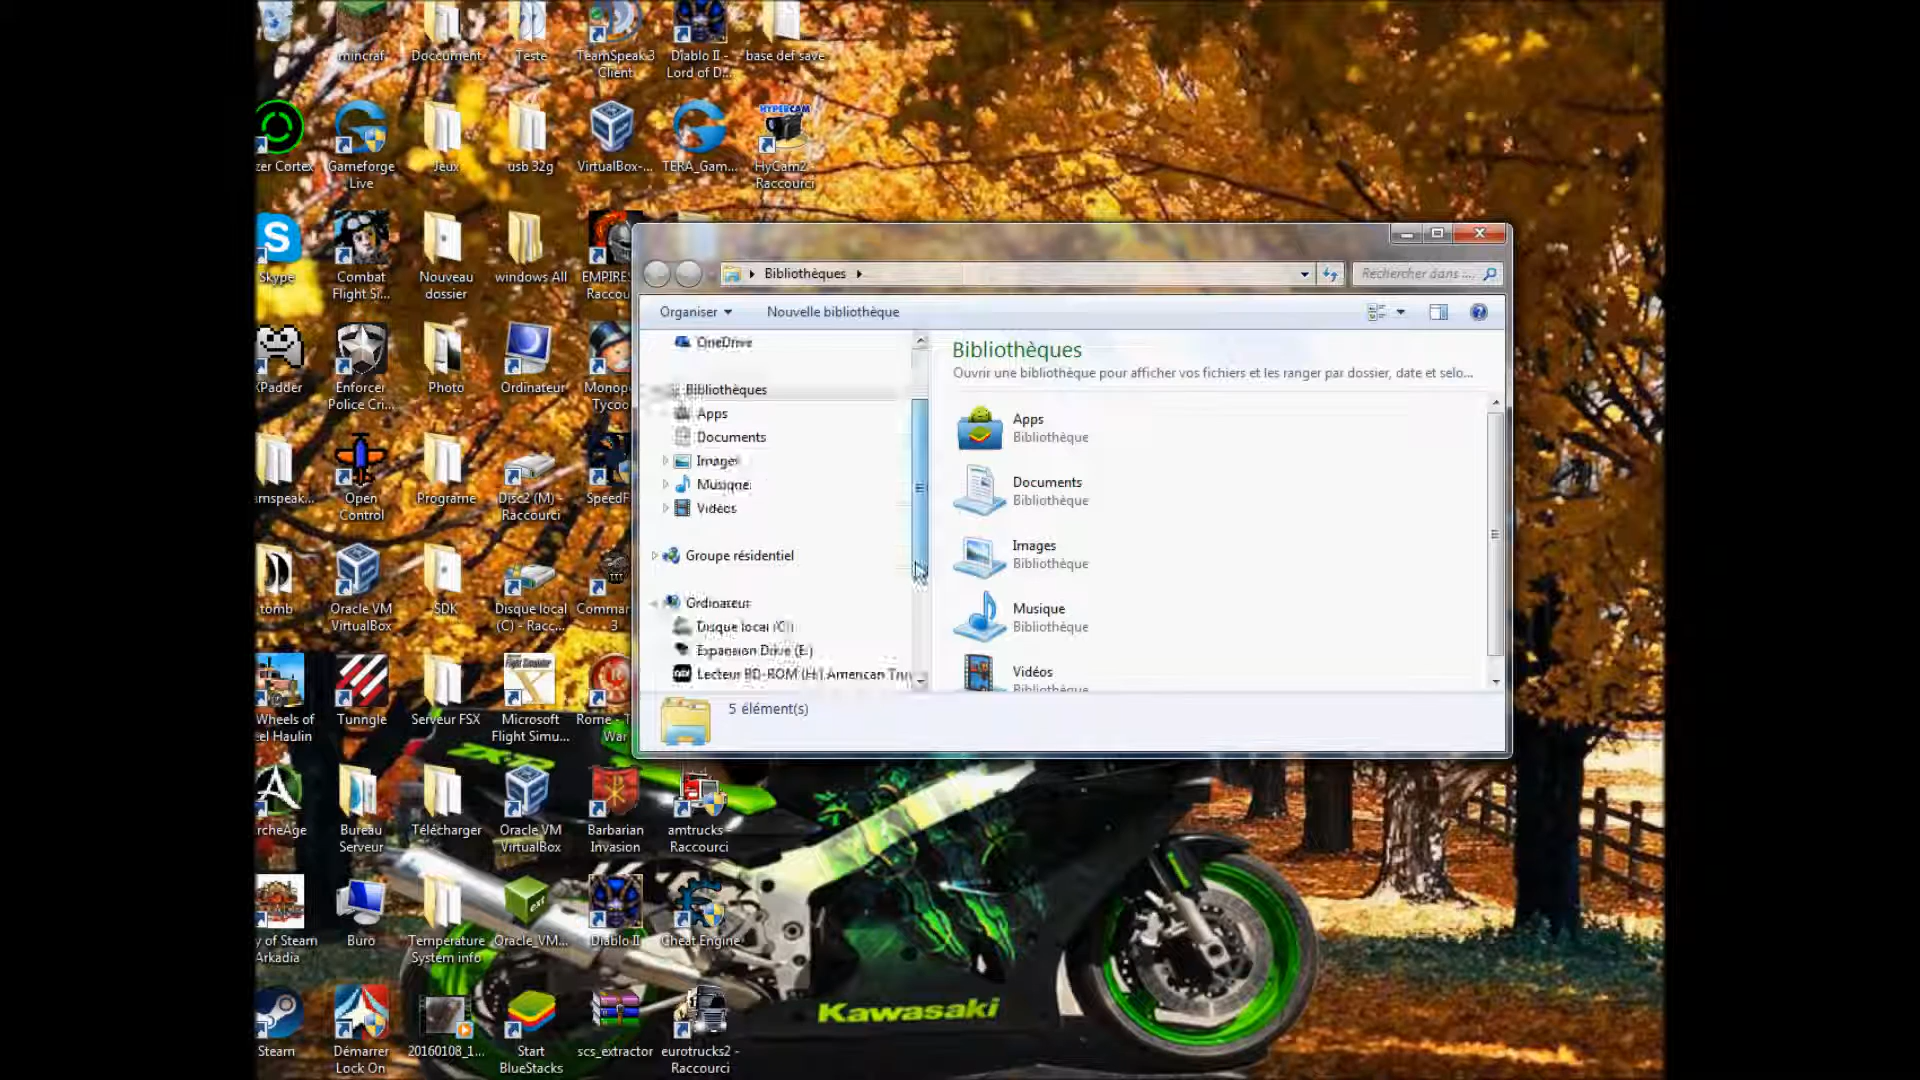 mincraf
Doccument
Teste
TeamSpeak 3
Client
Diablo II -
Lord of D...
base def save
zer Cortex
Gameforge
Live
Jeux
usb 32g
VirtualBox-...
TERA_Gam...
HYPERCAM
HyCam2 -
Raccourci
Skype
Combat
Flight Si...
Nouveau
dossier
windows All
EMPIRES
Raccou
XPadder
Enforcer
Police Cri...
Photo
Ordinateur
Monop
Tycoo
amspeak...
Open
Control
Programe
Disc2 (M) -
Raccourci
SpeedF
tomb
Oracle VM
VirtualBox
SDK
Disque local
(C) - Racc...
Comman
3
Wheels of
el Haulin
Tunngle
Serveur FSX
Flight Simulator
Microsoft
Flight Simu...
Rome - T
War
rcheAge
Bureau
Serveur
Télécharger
Oracle VM
VirtualBox
Barbarian
Invasion
amtrucks -
Raccourci
y of Steam
Arkadia
Buro
Temperature
System info
Oracle_VM...
Diablo II
Cheat Engine
Steam
Démarrer
Lock On
20160108_1...
Start
BlueStacks
scs_extractor
eurotrucks2 -
Raccourci
Bibliothèques
Rechercher dans ...
Organiser
Nouvelle bibliothèque
OneDrive
Bibliothèques
Apps
Documents
Images
Musique
Vidéos
Groupe résidentiel
Ordinateur
Disque local (C:)
Expansion Drive (E:)
Lecteur BD-ROM (H:) American Tru
Bibliothèques
Ouvrir une bibliothèque pour afficher vos fichiers et les ranger par dossier, date et selo...
Apps
Bibliothèque
Documents
Bibliothèque
Images
Bibliothèque
Musique
Bibliothèque
Vidéos
Bibliothèque
5 élément(s)
ZX-R
Kawasaki